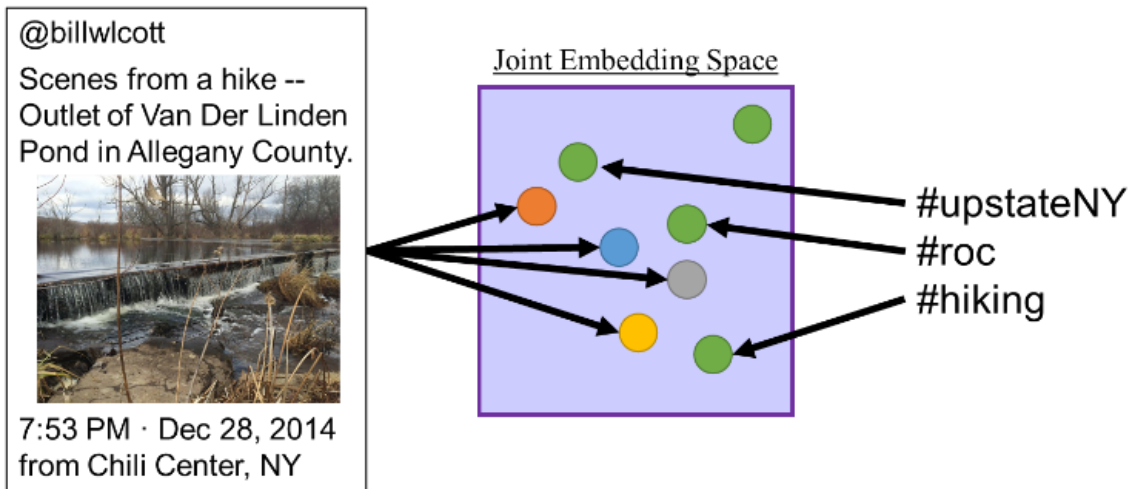 @billwlcott
Scenes from a hike --
Outlet of Van Der Linden
Pond in Allegany County.
7:53 PM · Dec 28, 2014
from Chili Center, NY
Joint Embedding Space
#upstateNY
#roc
#hiking